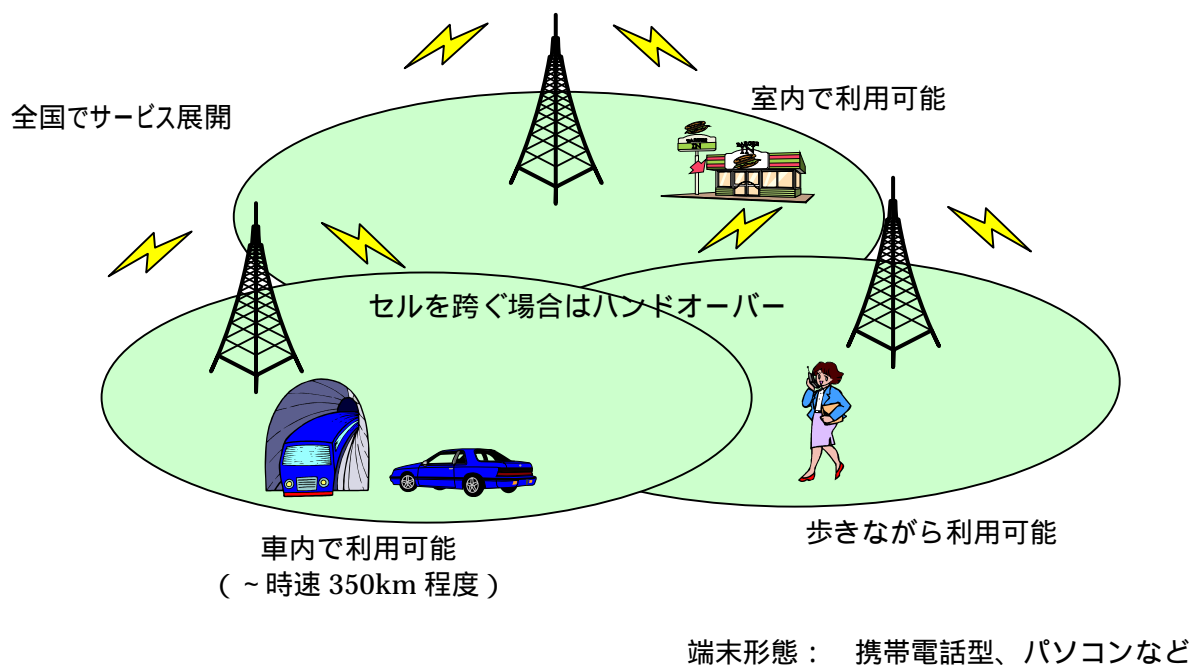 全国でサービス展開
室内で利用可能
IN
IN
セルを跨ぐ場合はハンドオーバー
車内で利用可能
(~時速 350km 程度)
歩きながら利用可能
端末形態: 携帯電話型、パソコンなど